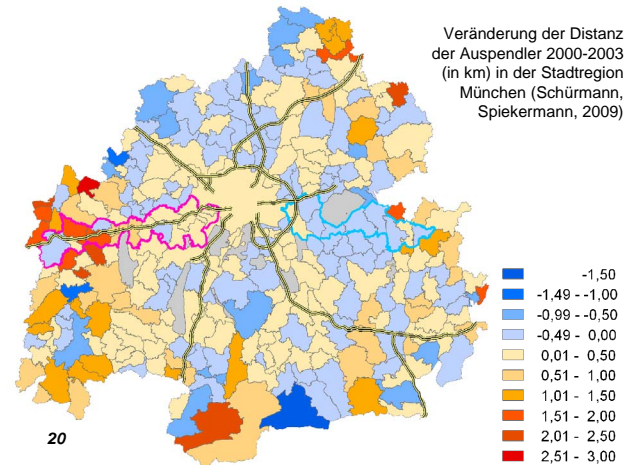 Veränderung der Distanz
der Auspendler 2000-2003
(in km) in der Stadtregion
München (Schürmann,
Spiekermann, 2009)
-1,50
-1,49 - -1,00
-0,99 - -0,50
-0,49 - 0,00
0,01 - 0,50
0,51 - 1,00
1,01 - 1,50
1,51 - 2,00
2,01 - 2,50
2,51 - 3,00
20